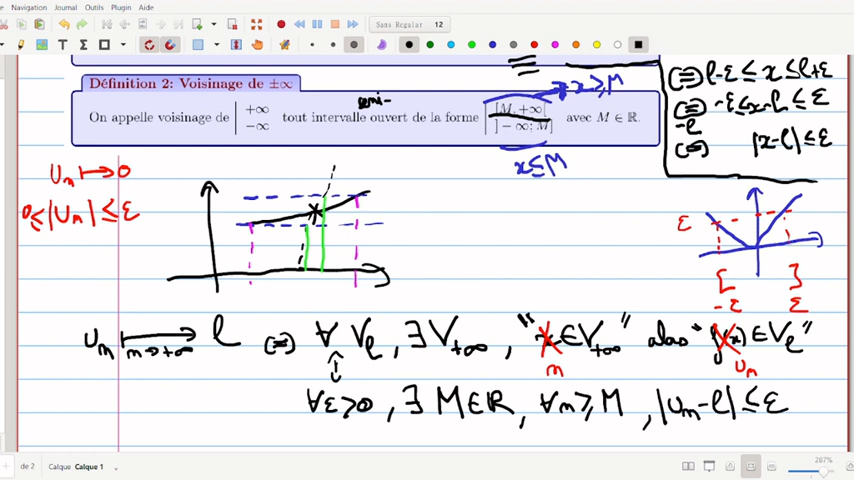 Navigation Journal Outils Plugin Aide
Sans Regular 12
Définition 2: Voisinage de ±∞
semi-
On appelle voisinage de | +∞ −∞ tout intervalle ouvert de la forme | [M, +∞[ ] − ∞; M] avec M ∈ ℝ.
x ≥ M
x ≤ M
(⇔) l-ε ≤ x ≤ l+ε
(⇔) -ε ≤ x-l ≤ ε
-l
(⇔) |x-l| ≤ ε
Un ↦ 0
0 ≤ |Un| ≤ ε
ε
[ ]
-ε ε
un ⟼ l (⇔) ∀ Vl, ∃ V+∞, "x ∈ V+∞" alors "f(x) ∈ Vl"
n→+∞
n un
∀ε>0, ∃ M∈ℝ, ∀n≥M, |un-l| ≤ ε
de 2 Calque Calque 1 287%